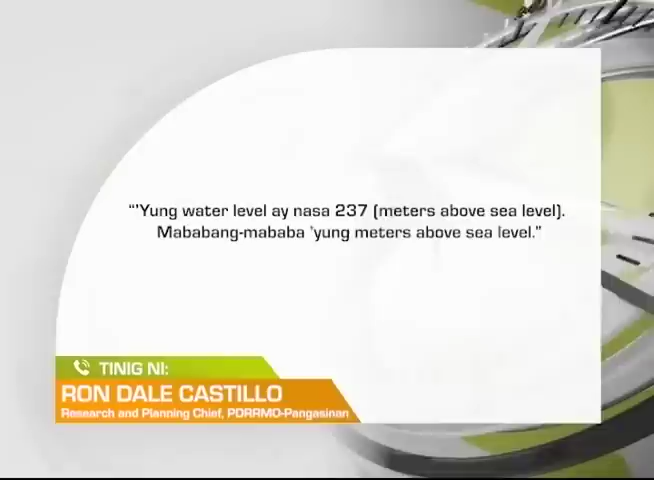 "'Yung water level ay nasa 237 (meters above sea level).
Mababang-mababa 'yung meters above sea level."
TINIG NI:
RON DALE CASTILLO
Research and Planning Chief, PDRRMO-Pangasinan